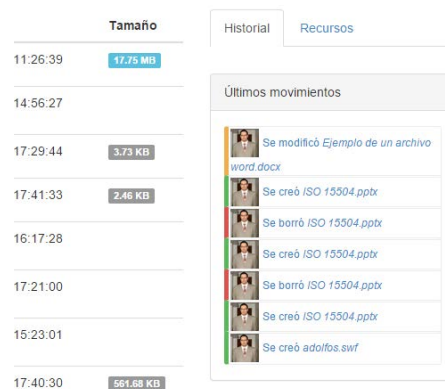 Tamaño
11:26:39 17.75 MB
14:56:27
17:29:44 3.73 KB
17:41:33 2.46 KB
16:17:28
17:21:00
15:23:01
17:40:30 561.68 KB
Historial Recursos
Últimos movimientos
Se modificó Ejemplo de un archivo
word.docx
Se creó ISO 15504.pptx
Se borró ISO 15504.pptx
Se creó ISO 15504.pptx
Se borró ISO 15504.pptx
Se creó ISO 15504.pptx
Se creó adolfos.swf